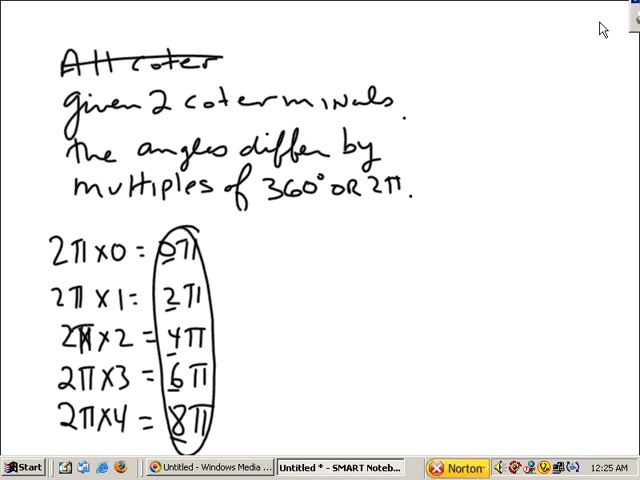 All coter
given 2 coterminals.
the angles differ by
multiples of 360° OR 2π.
2π×0 = 0π
2π×1= 2π
2π×2 = 4π
2π×3 = 6π
2π×4 = 8π
Start Untitled - Windows Media ... Untitled * - SMART Noteb... Norton 12:25 AM